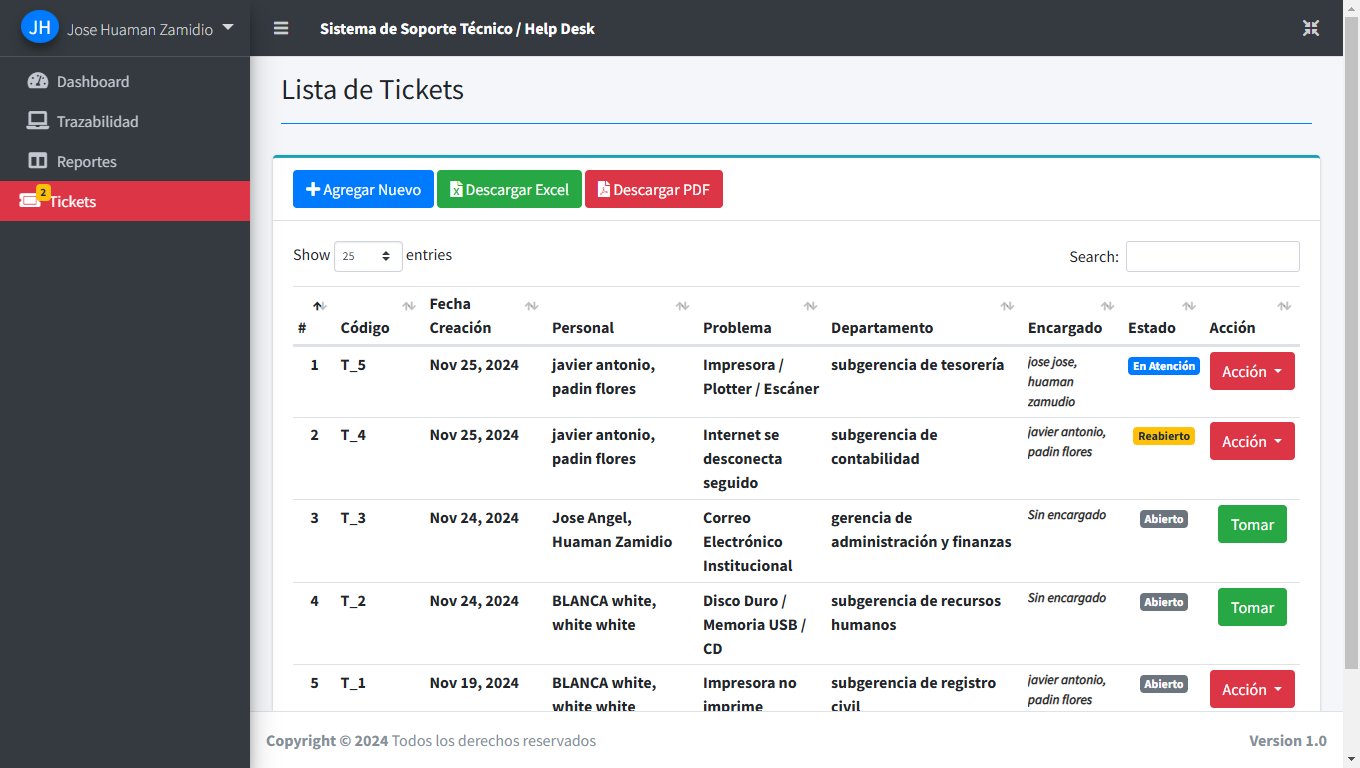 JH Jose Huaman Zamidio
Sistema de Soporte Técnico / Help Desk
Dashboard
Trazabilidad
Reportes
2
Tickets
Lista de Tickets
Agregar Nuevo Descargar Excel Descargar PDF
Show 25 entries
Search:
# Código Fecha Creación Personal Problema Departamento Encargado Estado Acción
1 T_5 Nov 25, 2024 javier antonio, Impresora / subgerencia de tesorería jose jose, En Atención Acción
padin flores Plotter / Escáner huaman
zamudio
2 T_4 Nov 25, 2024 javier antonio, Internet se subgerencia de javier antonio, Reabierto Acción
padin flores desconecta contabilidad padin flores
seguido
3 T_3 Nov 24, 2024 Jose Angel, Correo gerencia de Sin encargado Abierto Tomar
Huaman Zamidio Electrónico administración y finanzas
Institucional
4 T_2 Nov 24, 2024 BLANCA white, Disco Duro / subgerencia de recursos Sin encargado Abierto Tomar
white white Memoria USB / humanos
CD
5 T_1 Nov 19, 2024 BLANCA white, Impresora no subgerencia de registro javier antonio, Abierto Acción
white white imprime civil padin flores
Copyright © 2024 Todos los derechos reservados
Version 1.0